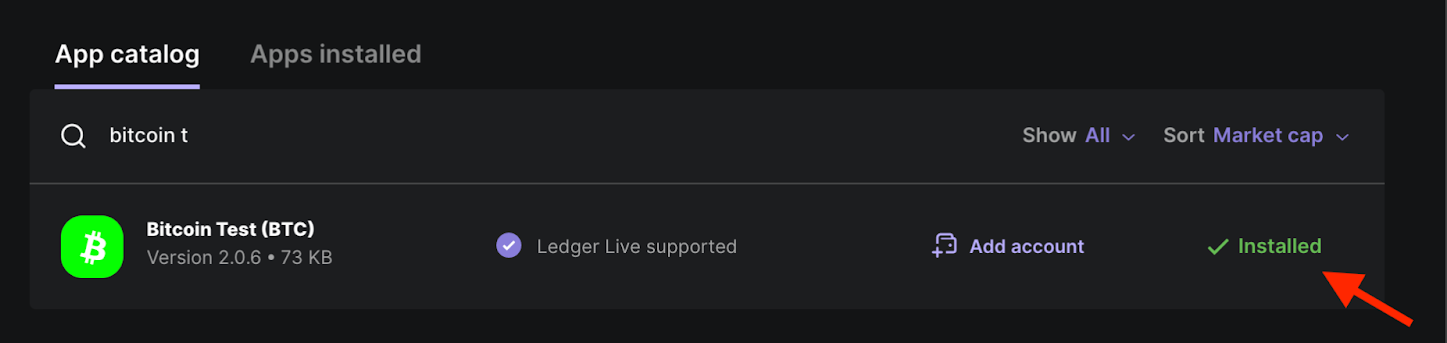 App catalog Apps installed
bitcoin t Show All Sort Market cap
Bitcoin Test (BTC)
Version 2.0.6 • 73 KB
Ledger Live supported
Add account
Installed